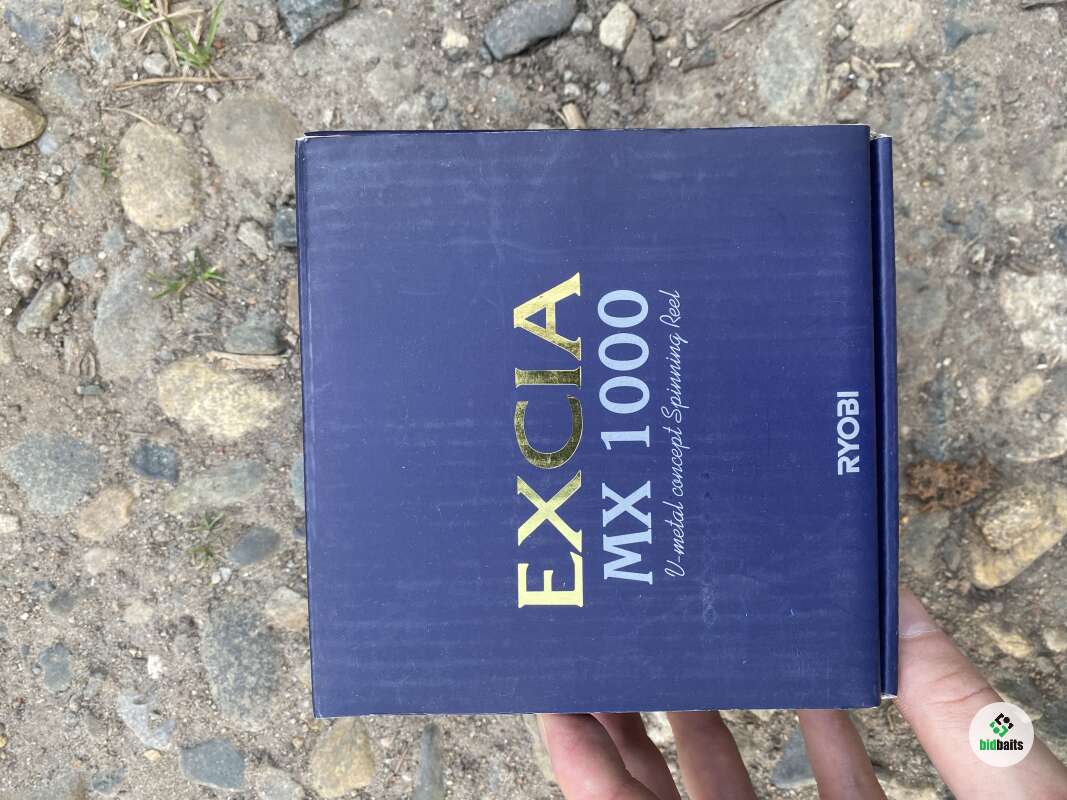 EXCIA
MX 1000
V-metal concept Spinning Reel
RYOBI
bidbaits